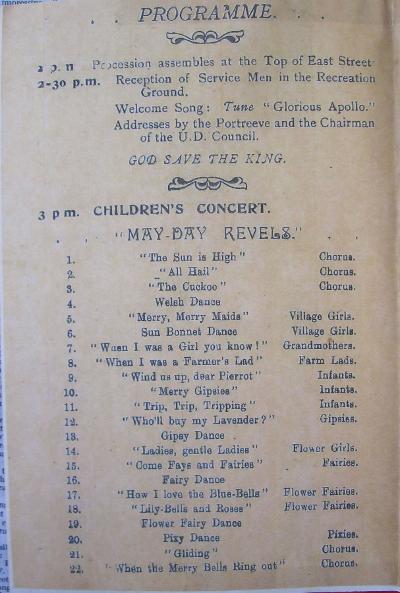 PROGRAMME.
2 p.m Procession assembles at the Top of East Street
2-30 p.m. Reception of Service Men in the Recreation
Ground.
Welcome Song: Tune "Glorious Apollo."
Addresses by the Portreeve and the Chairman
of the U.D. Council.
GOD SAVE THE KING.
3 p m. CHILDREN'S CONCERT.
"MAY-DAY REVELS."
1. "The Sun is High" Chorus.
2. "All Hail" Chorus.
3. "The Cuckoo" Chorus.
4. Welsh Dance
5. "Merry, Merry Maids" Village Girls.
6. Sun Bonnet Dance Village Girls.
7. "When I was a Girl you know!" Grandmothers.
8. "When I was a Farmer's Lad" Farm Lads.
9. "Wind us up, dear Pierrot" Infants.
10. "Merry Gipsies" Infants.
11. "Trip, Trip, Tripping" Infants.
12. "Who'll buy my Lavender?" Gipsies.
13. Gipsy Dance
14. "Ladies, gentle Ladies" Flower Girls.
15. "Come Fays and Fairies" Fairies.
16. Fairy Dance
17. "How I love the Blue-Bells" Flower Fairies.
18. "Lily-Bells and Roses" Flower Fairies.
19. Flower Fairy Dance
20. Pixy Dance Pixies.
21. "Gliding" Chorus.
22. "When the Merry Bells Ring out" Chorus.